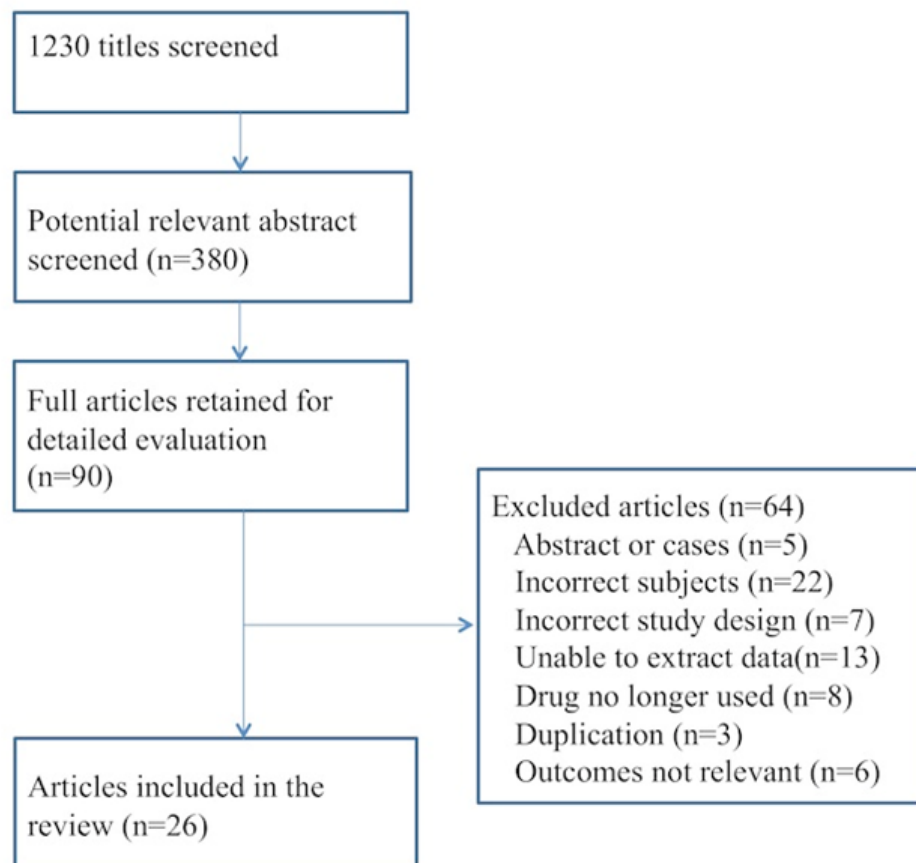 1230 titles screened
Potential relevant abstract
screened (n=380)
Full articles retained for
detailed evaluation
(n=90)
Excluded articles (n=64)
Abstract or cases (n=5)
Incorrect subjects (n=22)
Incorrect study design (n=7)
Unable to extract data(n=13)
Drug no longer used (n=8)
Duplication (n=3)
Outcomes not relevant (n=6)
Articles included in the
review (n=26)